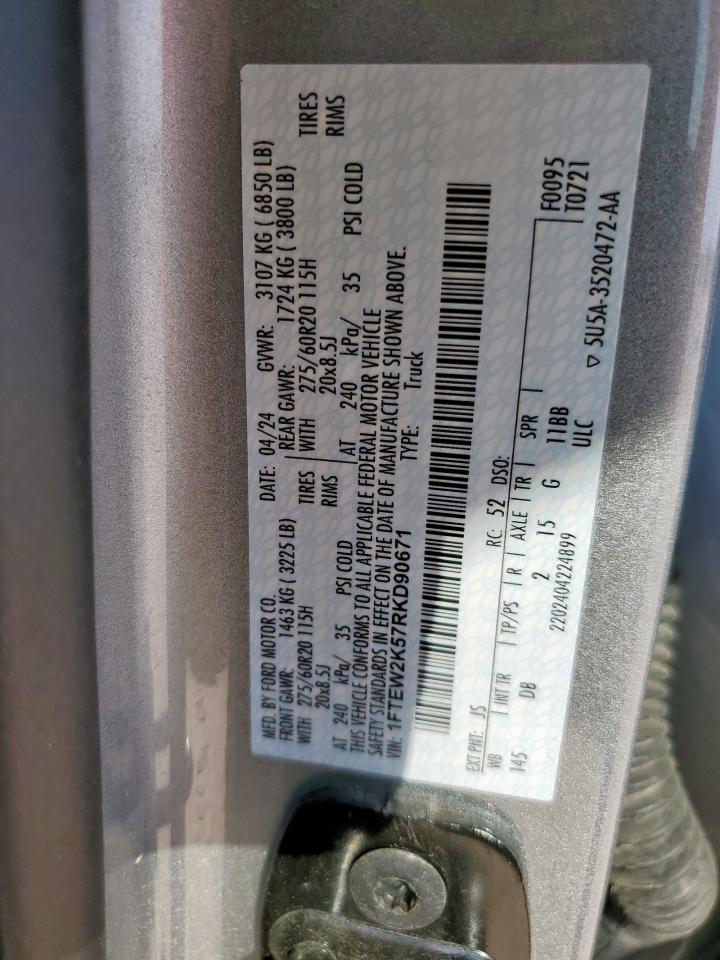 MFD. BY FORD MOTOR CO. DATE: 04/24 GVWR: 3107 KG ( 6850 LB)
FRONT GAWR: 1463 KG ( 3225 LB) REAR GAWR: 1724 KG ( 3800 LB)
WITH 275/60R20 115H TIRES WITH 275/60R20 115H TIRES
20x8.5J RIMS 20x8.5J RIMS
AT 240 kPa/ 35 PSI COLD AT 240 kPa/ 35 PSI COLD
THIS VEHICLE CONFORMS TO ALL APPLICABLE FEDERAL MOTOR VEHICLE
SAFETY STANDARDS IN EFFECT ON THE DATE OF MANUFACTURE SHOWN ABOVE.
VIN: 1FTEW2K57RKD90671 TYPE: Truck
EXT PNT: JS RC: 52 DSO:
WB INT TR TP/PS R AXLE TR SPR F0095
145 DB 2 15 G 11BB T0721
2202404224899 ULC ▽ 5U5A-3520472-AA